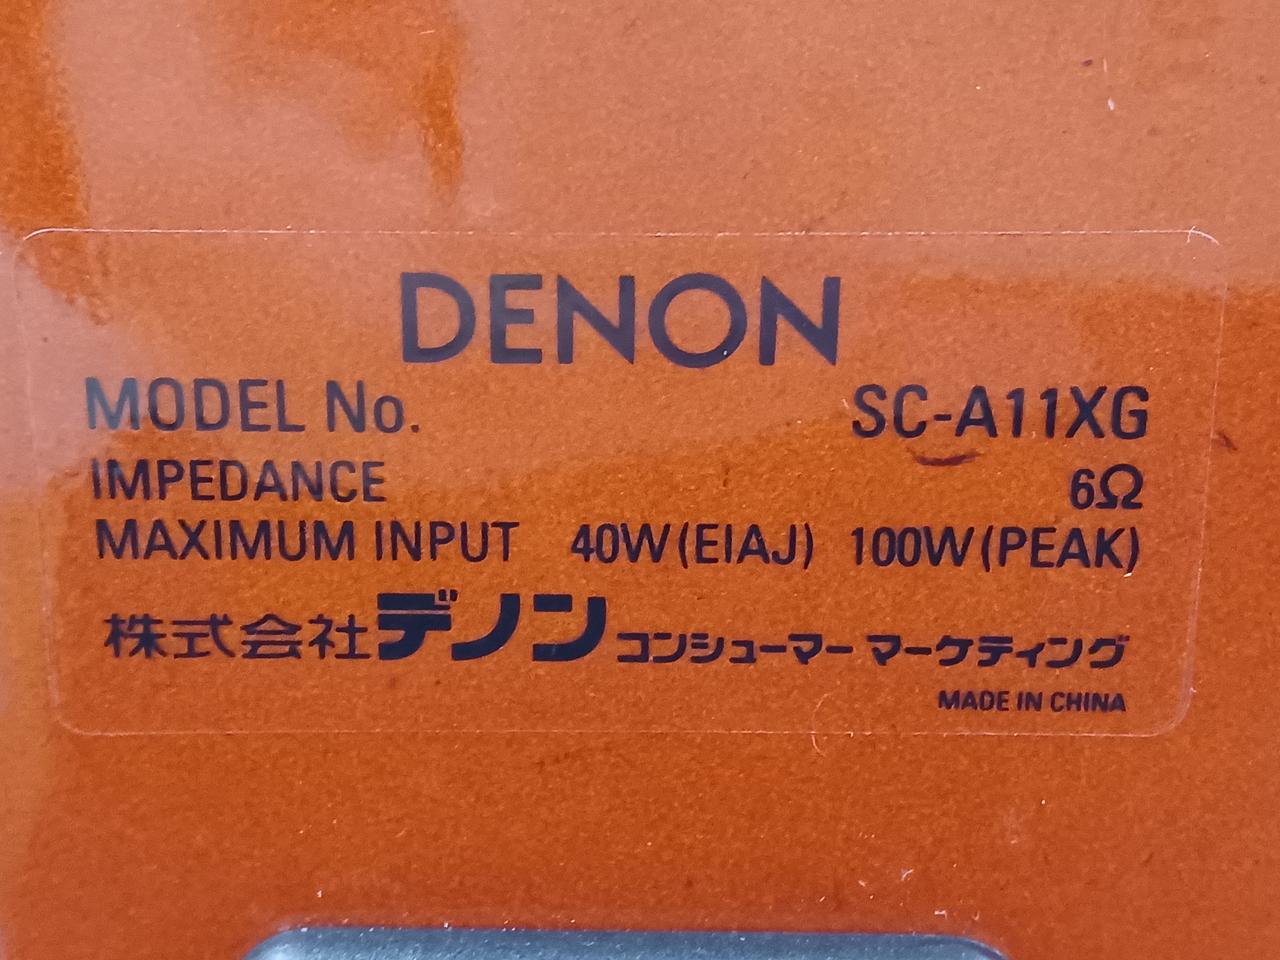 DENON
MODEL No. SC-A11XG
IMPEDANCE 6Ω
MAXIMUM INPUT 40W(EIAJ) 100W(PEAK)
株式会社デノン コンシューマー マーケティング
MADE IN CHINA